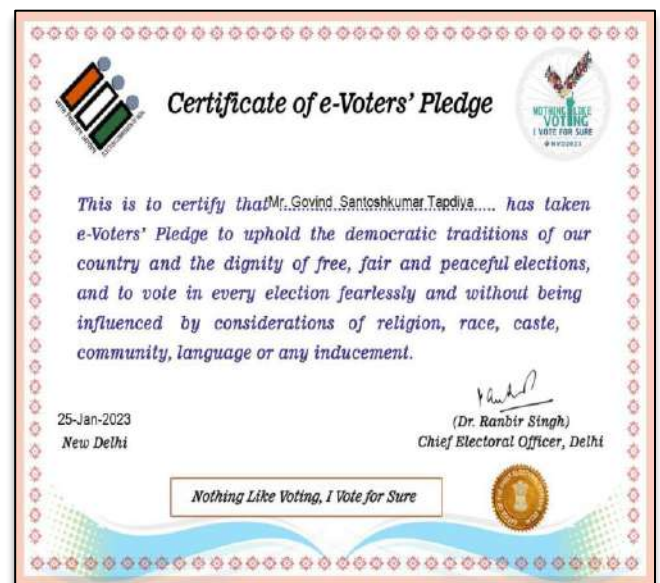 Certificate of e-Voters' Pledge
NOTHING LIKE
VOTING
I VOTE FOR SURE
This is to certify that Mr. Govind Santoshkumar Tapdiya has taken
e-Voters' Pledge to uphold the democratic traditions of our
country and the dignity of free, fair and peaceful elections,
and to vote in every election fearlessly and without being
influenced by considerations of religion, race, caste,
community, language or any inducement.
25-Jan-2023
New Delhi
(Dr. Ranbir Singh)
Chief Electoral Officer, Delhi
Nothing Like Voting, I Vote for Sure